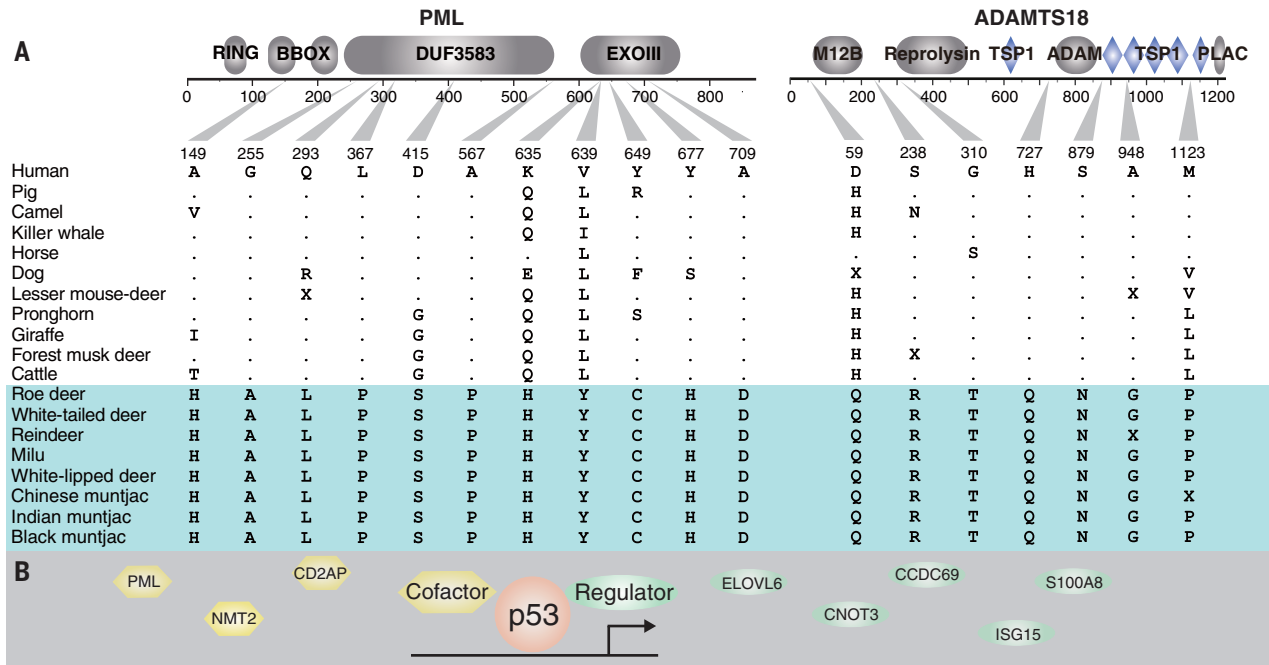 PML ADAMTS18
A
RING BBOX DUF3583 EXOIII M12B Reprolysin TSP1 ADAM TSP1 PLAC
0 100 200 300 400 500 600 700 800 0 200 400 600 800 1000 1200
149 255 293 367 415 567 635 639 649 677 709 59 238 310 727 879 948 1123
Human A G Q L D A K V Y Y A D S G H S A M
Pig . . . . . . Q L R . . H . . . . . .
Camel V . . . . . Q L . . . H N . . . . .
Killer whale . . . . . . Q I . . . H . . . . . .
Horse . . . . . . . L . . . . . S . . . .
Dog . . R . . . E L F S . X . . . . . V
Lesser mouse-deer . . X . . . Q L . . . H . . . . X V
Pronghorn . . . . G . Q L S . . H . . . . . L
Giraffe I . . . G . Q L . . . H . . . . . L
Forest musk deer . . . . G . Q L . . . H X . . . . L
Cattle T . . . G . Q L . . . H . . . . . L
Roe deer H A L P S P H Y C H D Q R T Q N G P
White-tailed deer H A L P S P H Y C H D Q R T Q N G P
Reindeer H A L P S P H Y C H D Q R T Q N X P
Milu H A L P S P H Y C H D Q R T Q N G P
White-lipped deer H A L P S P H Y C H D Q R T Q N G P
Chinese muntjac H A L P S P H Y C H D Q R T Q N G X
Indian muntjac H A L P S P H Y C H D Q R T Q N G P
Black muntjac H A L P S P H Y C H D Q R T Q N G P
B
PML CD2AP Cofactor Regulator ELOVL6 CCDC69 S100A8
NMT2 p53 CNOT3 ISG15